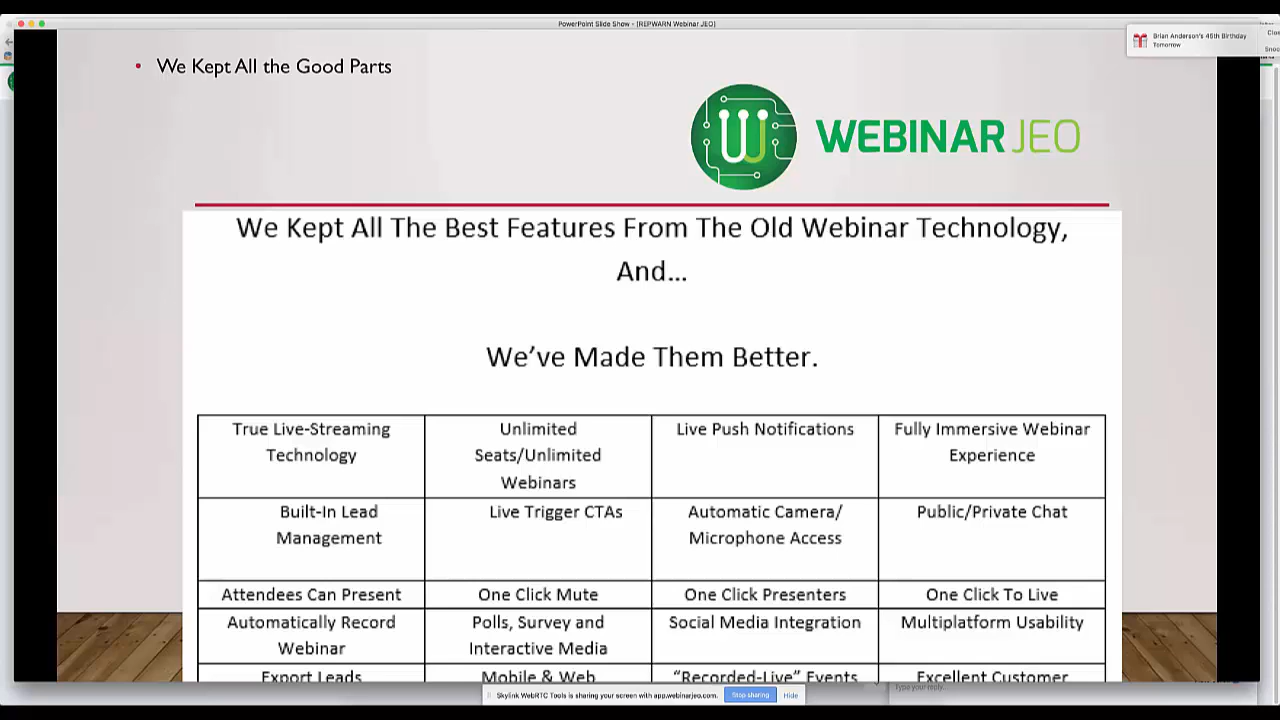 PowerPoint Slide Show - [REPWARN Webinar JEO]
Brian Anderson's 45th Birthday
Tomorrow
• We Kept All the Good Parts
WEBINAR JEO
We Kept All The Best Features From The Old Webinar Technology,
And...
We've Made Them Better.
True Live-Streaming
Technology
Unlimited
Seats/Unlimited
Webinars
Live Push Notifications
Fully Immersive Webinar
Experience
Built-In Lead
Management
Live Trigger CTAs
Automatic Camera/
Microphone Access
Public/Private Chat
Attendees Can Present
One Click Mute
One Click Presenters
One Click To Live
Automatically Record
Webinar
Polls, Survey and
Interactive Media
Social Media Integration
Multiplatform Usability
Export Leads
Mobile & Web
“Recorded-Live” Events
Excellent Customer
Skylink WebRTC Tools is sharing your screen with app.webinarjeo.com.
Stop sharing
Hide
Type your reply...